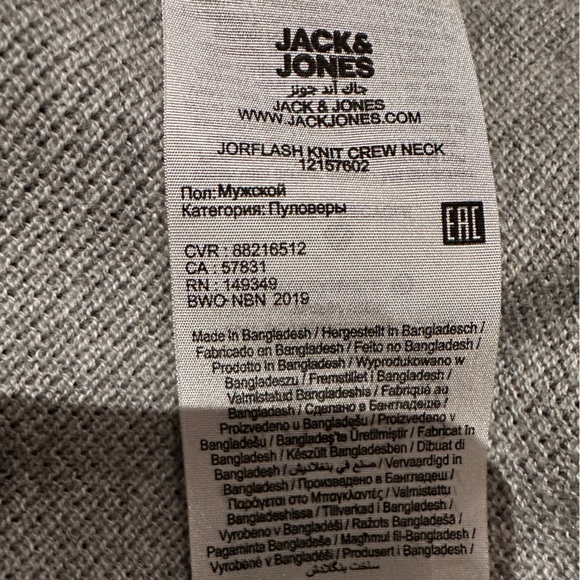 JACK&
JONES
جاك أند جونز
JACK & JONES
WWW.JACKJONES.COM
JORFLASH KNIT CREW NECK
12157602
Пол: Мужской
Категория: Пуловеры
EAC
CVR : 88216512
CA : 57831
RN : 149349
BWO NBN 2019
Made in Bangladesh / Hergestellt in Bangladesch /
Fabricado en Bangladesh / Feito no Bangladesh /
Prodotto in Bangladesh / Wyprodukowano w
Bangladeszu / Fremstillet i Bangladesh /
Valmistatud Bangladeshis / Fabriqué au
Bangladesh / Сделано в Бангладеше /
Proizvedeno u Bangladešu / Proizvedeno v
Bangladešu / Bangladeş'te Üretilmiştir / Fabricat în
Bangladesh / Készült Bangladesben / Dibuat di
Bangladesh / صنع في بنغلاديش / Vervaardigd in
Bangladesh / Произведено в Бангладеш /
Παράγεται στο Μπαγκλαντές / Valmistettu
Bangladeshissa / Tillverkad i Bangladesh /
Vyrobeno v Bangladéši / Ražots Bangladešā /
Pagaminta Bangladeše / Magħmul fil-Bangladesh /
Vyrobené v Bangladéši / Produsert i Bangladesh /
ساخت بنگلادش